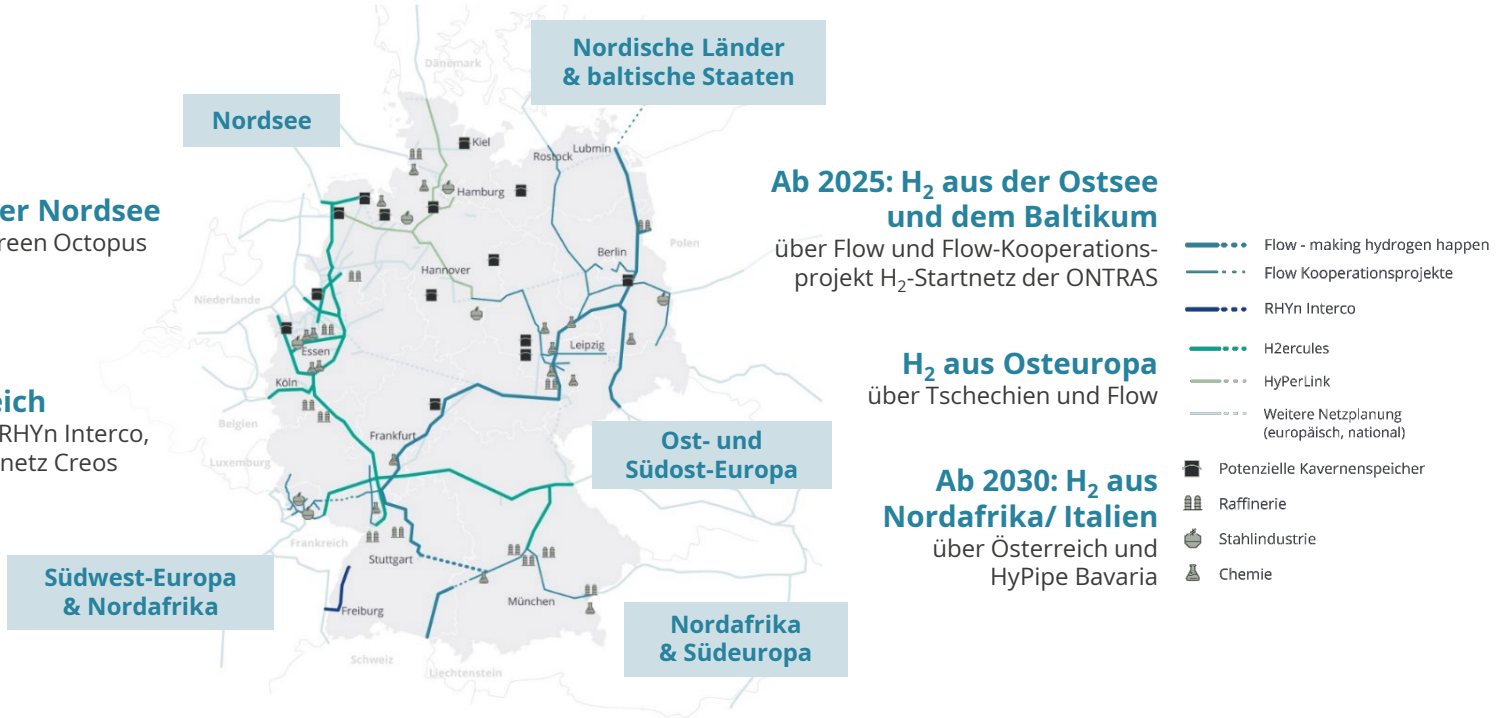 Nordische Länder
& baltische Staaten
Nordsee
Dänemark
Kiel
Rostock
Lubmin
Hamburg
er Nordsee
reen Octopus
Berlin
Polen
Hannover
Niederlande
Essen
Leipzig
Köln
eich
RHYn Interco,
netz Creos
Belgien
Frankfurt
Luxemburg
Ost- und
Südost-Europa
Frankreich
Stuttgart
Südwest-Europa
& Nordafrika
München
Freiburg
Nordafrika
& Südeuropa
Schweiz
Liechtenstein
Ab 2025: H₂ aus der Ostsee
und dem Baltikum
über Flow und Flow-Kooperations-
projekt H₂-Startnetz der ONTRAS
H₂ aus Osteuropa
über Tschechien und Flow
Ab 2030: H₂ aus
Nordafrika/ Italien
über Österreich und
HyPipe Bavaria
Flow - making hydrogen happen
Flow Kooperationsprojekte
RHYn Interco
H2ercules
HyPerLink
Weitere Netzplanung
(europäisch, national)
Potenzielle Kavernenspeicher
Raffinerie
Stahlindustrie
Chemie